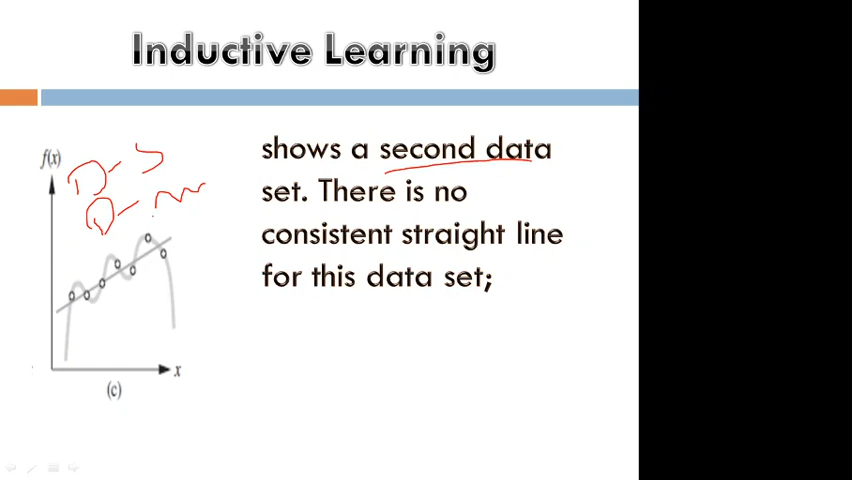 Inductive Learning
f(x)
D- S
shows a second data
set. There is no
consistent straight line
for this data set;
x
(c)